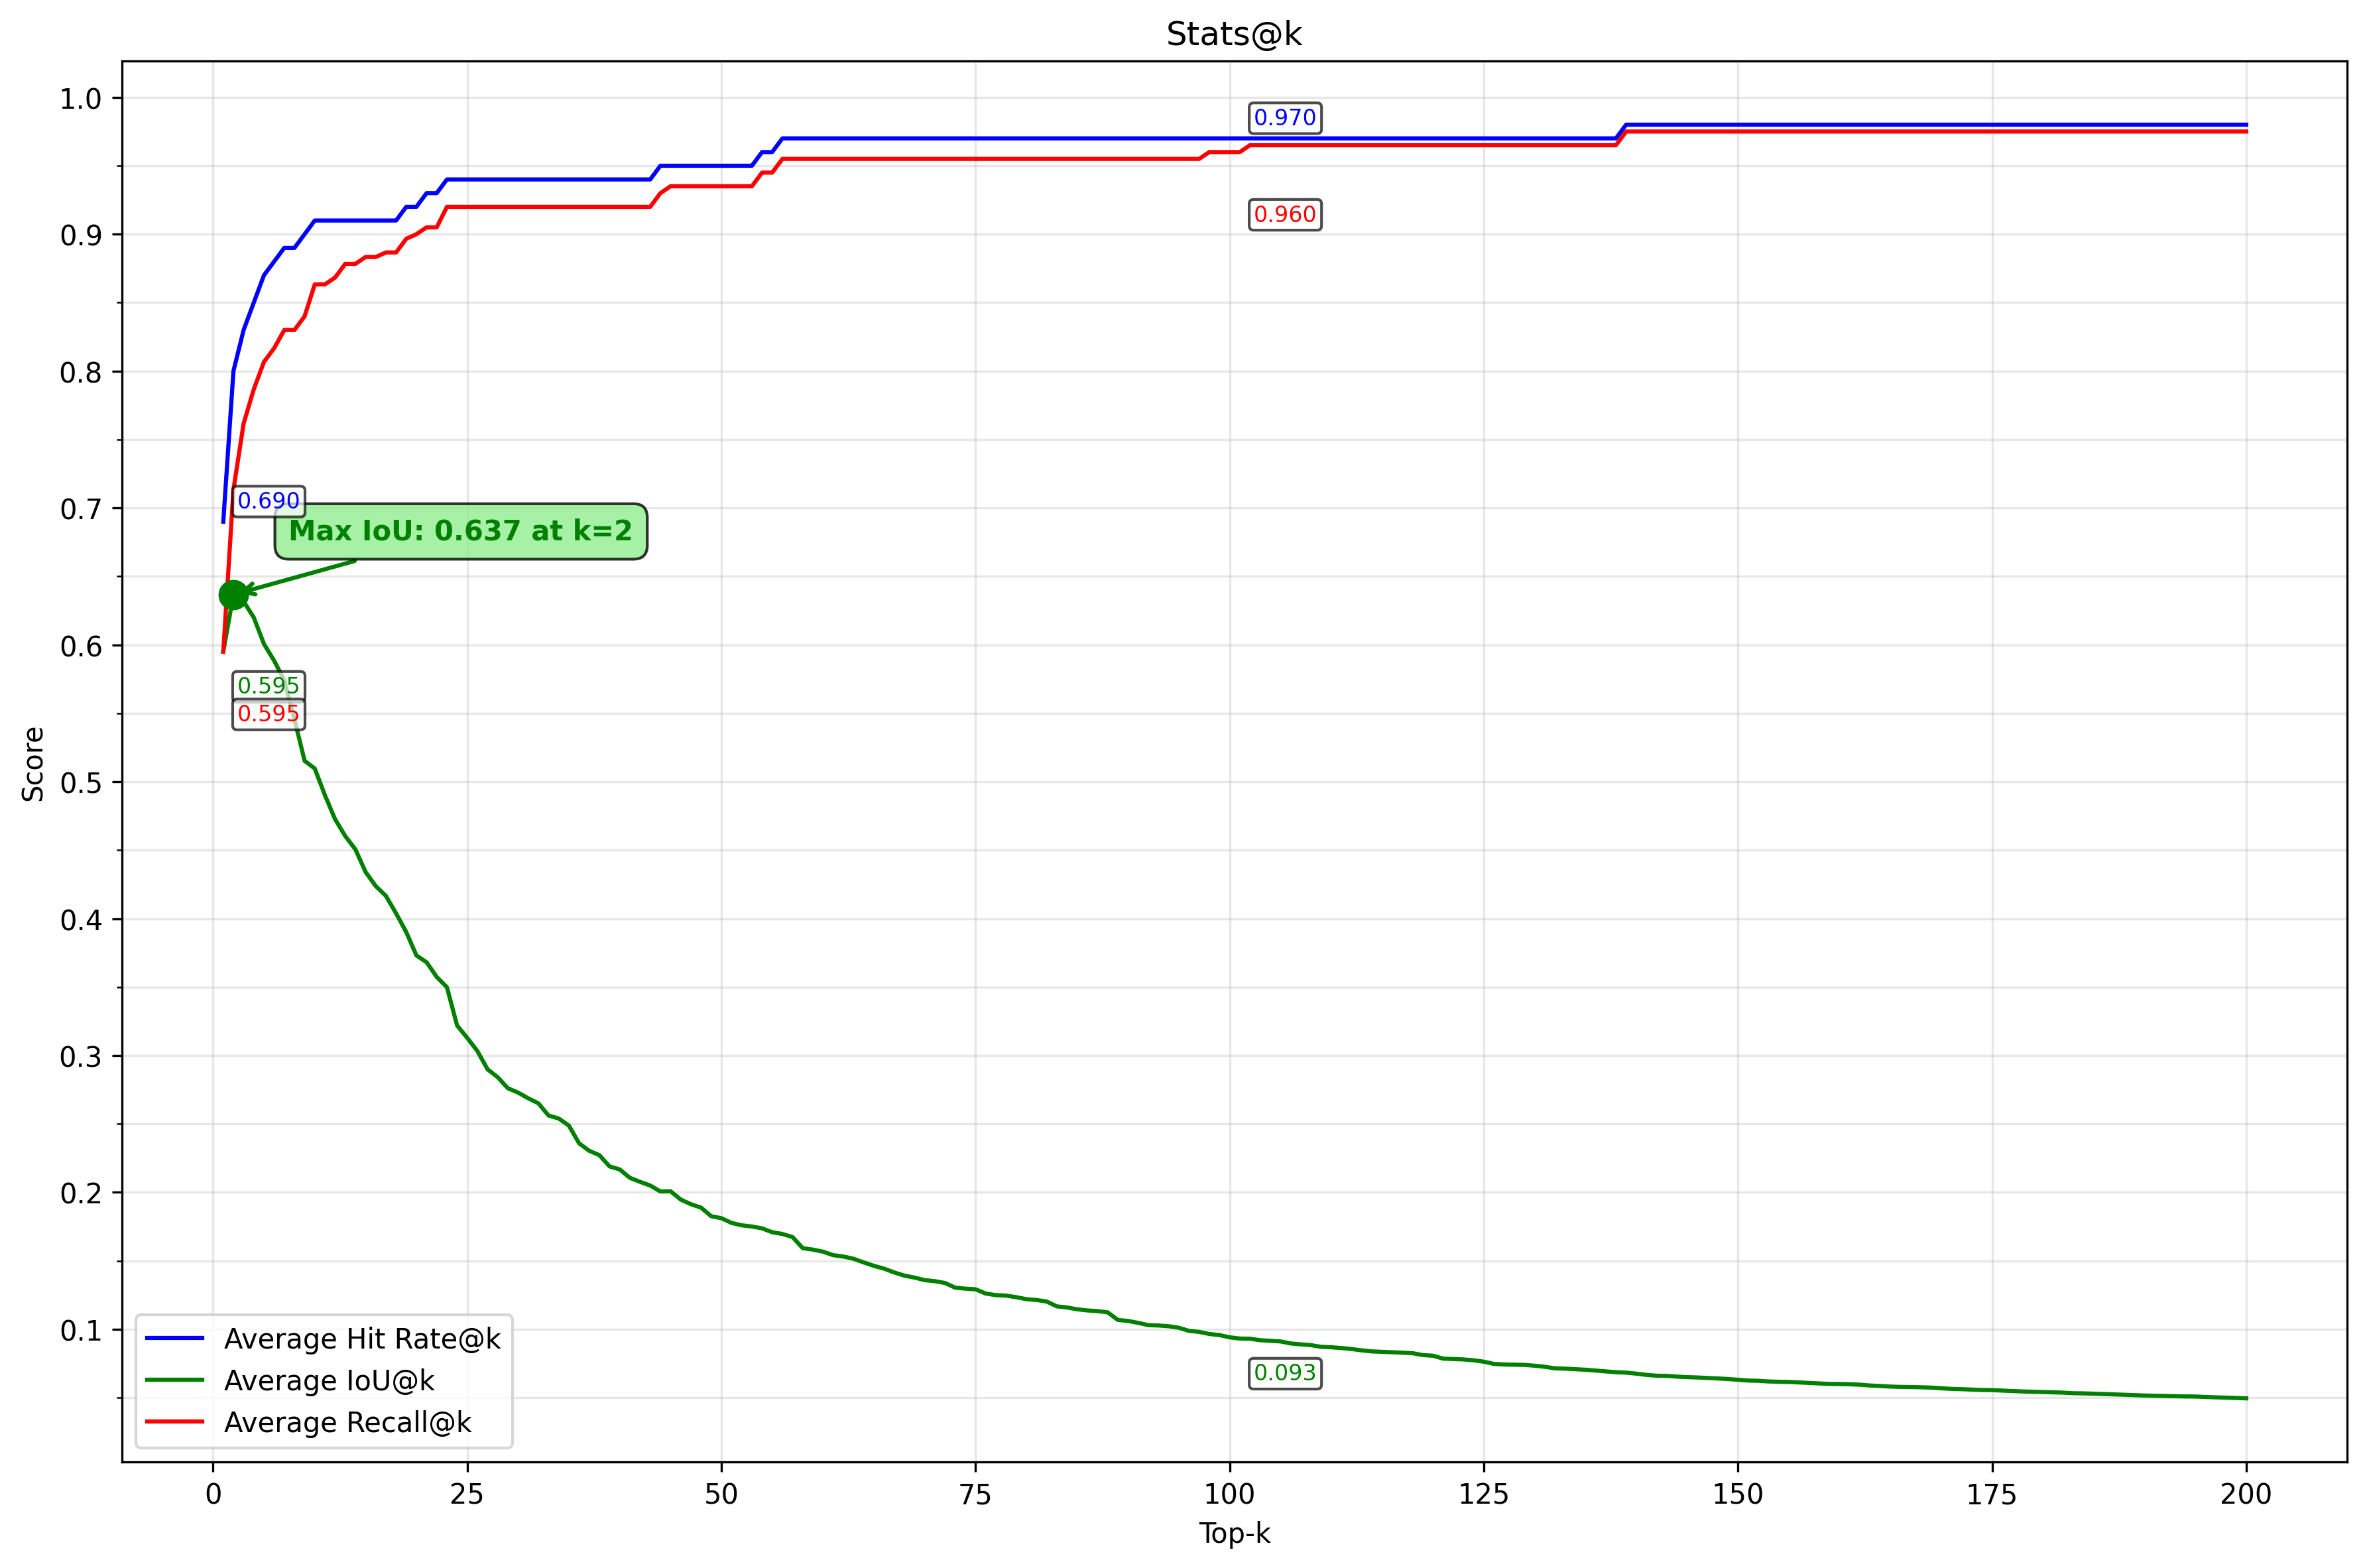 Stats@k
1.0
0.9
0.8
0.7
0.6
0.5
0.4
0.3
0.2
0.1
Score
0.970
0.960
0.690
Max IoU: 0.637 at k=2
0.595
0.595
0.093
Average Hit Rate@k
Average IoU@k
Average Recall@k
0 25 50 75 100 125 150 175 200
Top-k